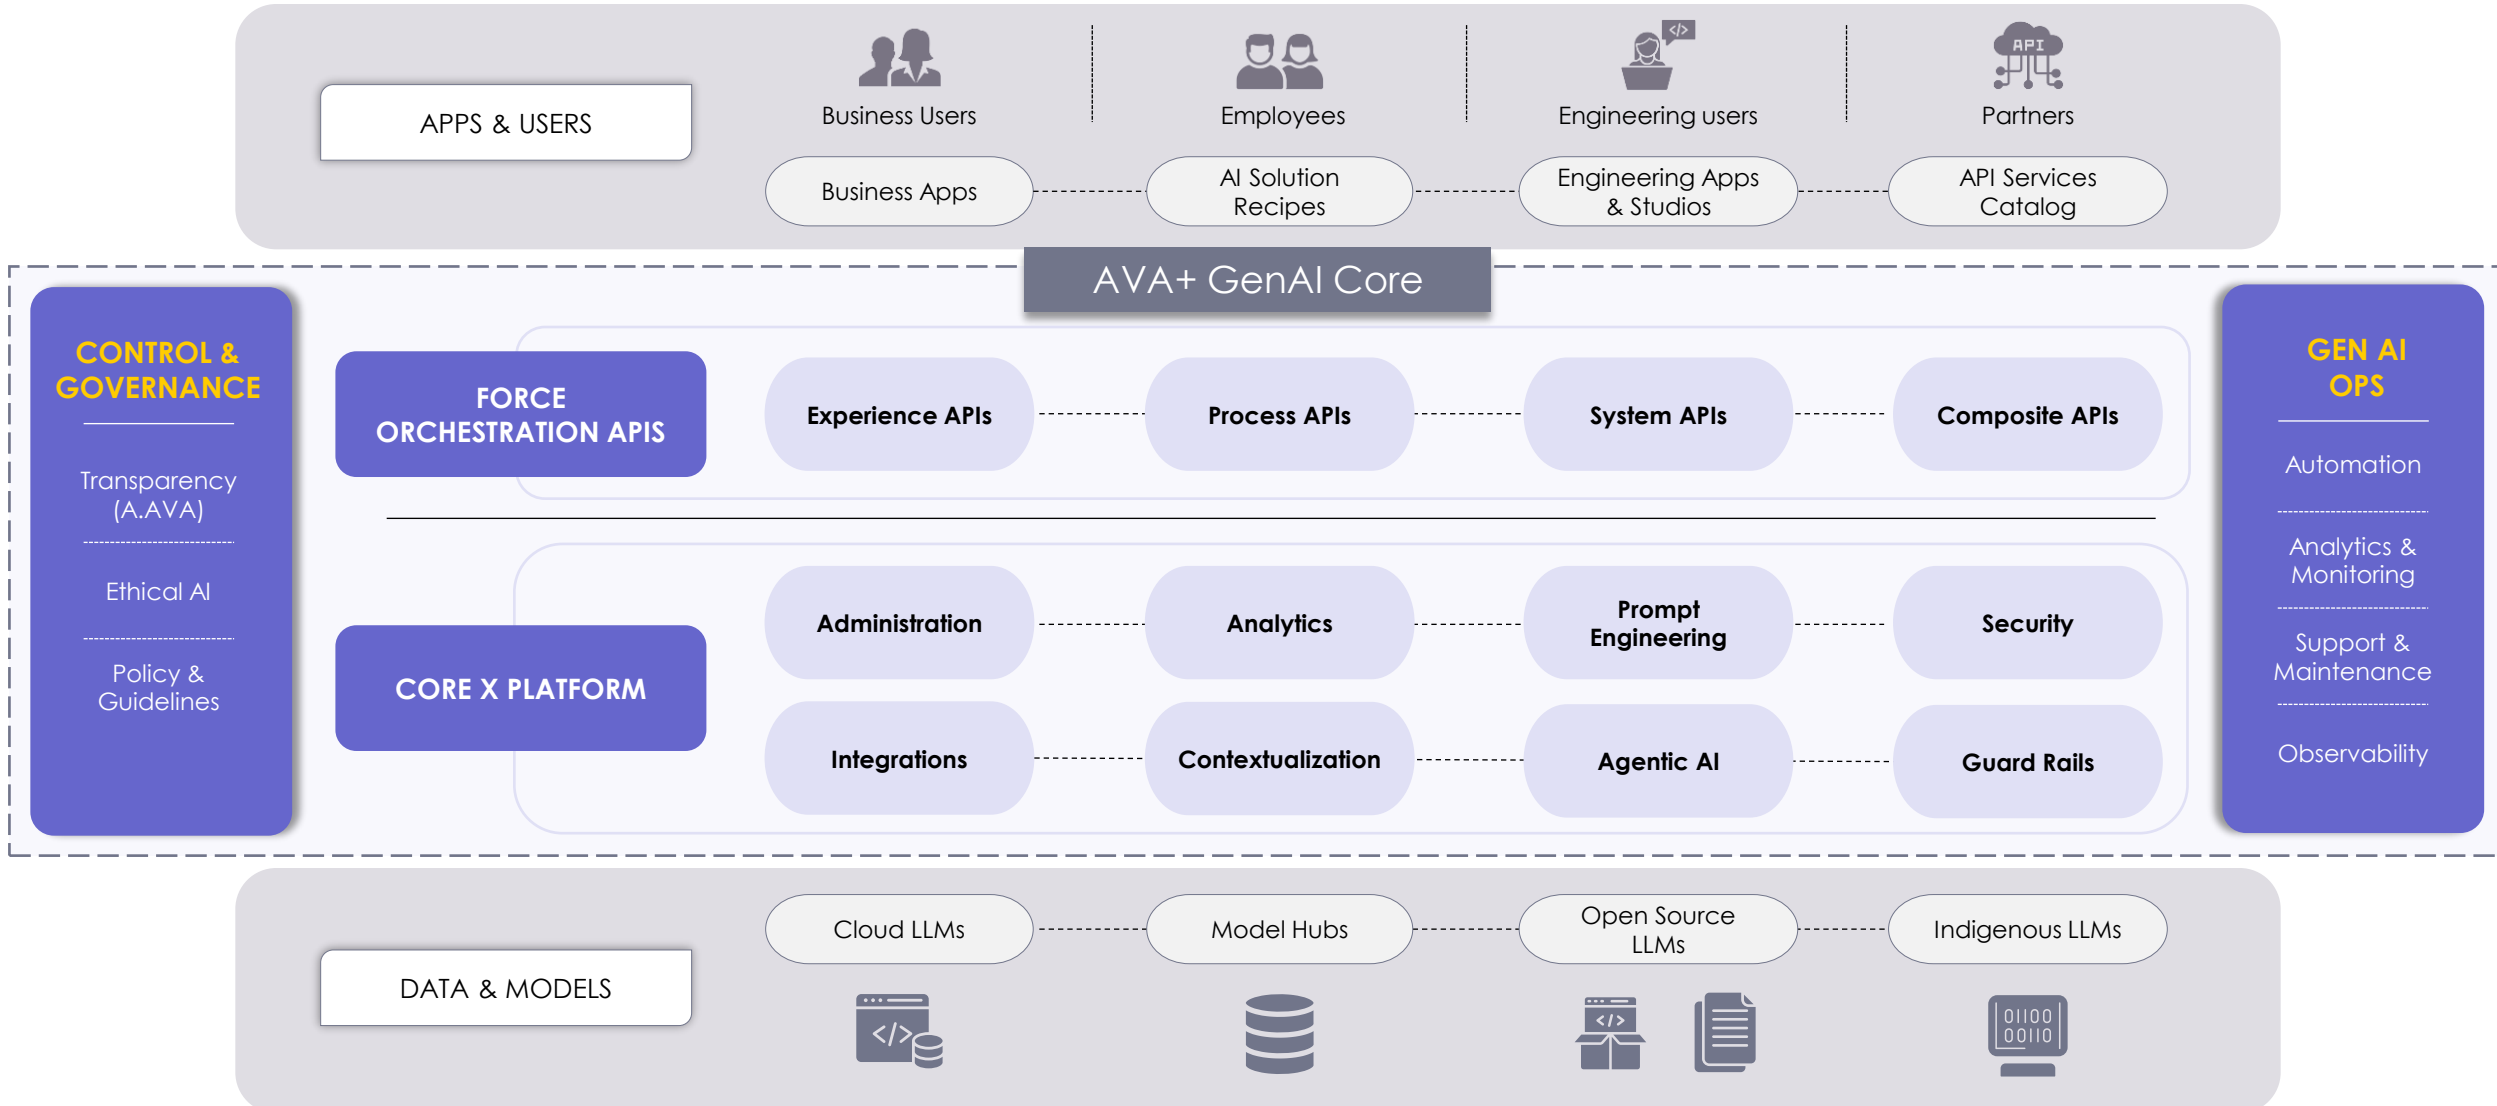 APPS & USERS
Business Users
Employees
</>
Engineering users
API
Partners
Business Apps
AI Solution
Recipes
Engineering Apps
& Studios
API Services
Catalog
AVA+ GenAI Core
CONTROL &
GOVERNANCE
Transparency
(A.AVA)
Ethical AI
Policy &
Guidelines
FORCE
ORCHESTRATION APIS
Experience APIs
Process APIs
System APIs
Composite APIs
CORE X PLATFORM
Administration
Analytics
Prompt
Engineering
Security
Integrations
Contextualization
Agentic AI
Guard Rails
GEN AI
OPS
Automation
Analytics &
Monitoring
Support &
Maintenance
Observability
DATA & MODELS
Cloud LLMs
Model Hubs
Open Source
LLMs
Indigenous LLMs
</>
</>
01100
00110